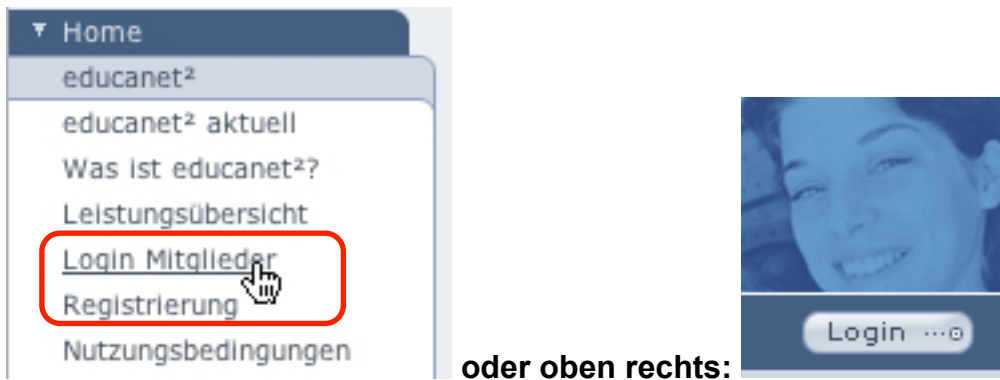 Home
educanet²
educanet² aktuell
Was ist educanet²?
Leistungsübersicht
Login Mitglieder
Registrierung
Nutzungsbedingungen
oder oben rechts:
Login